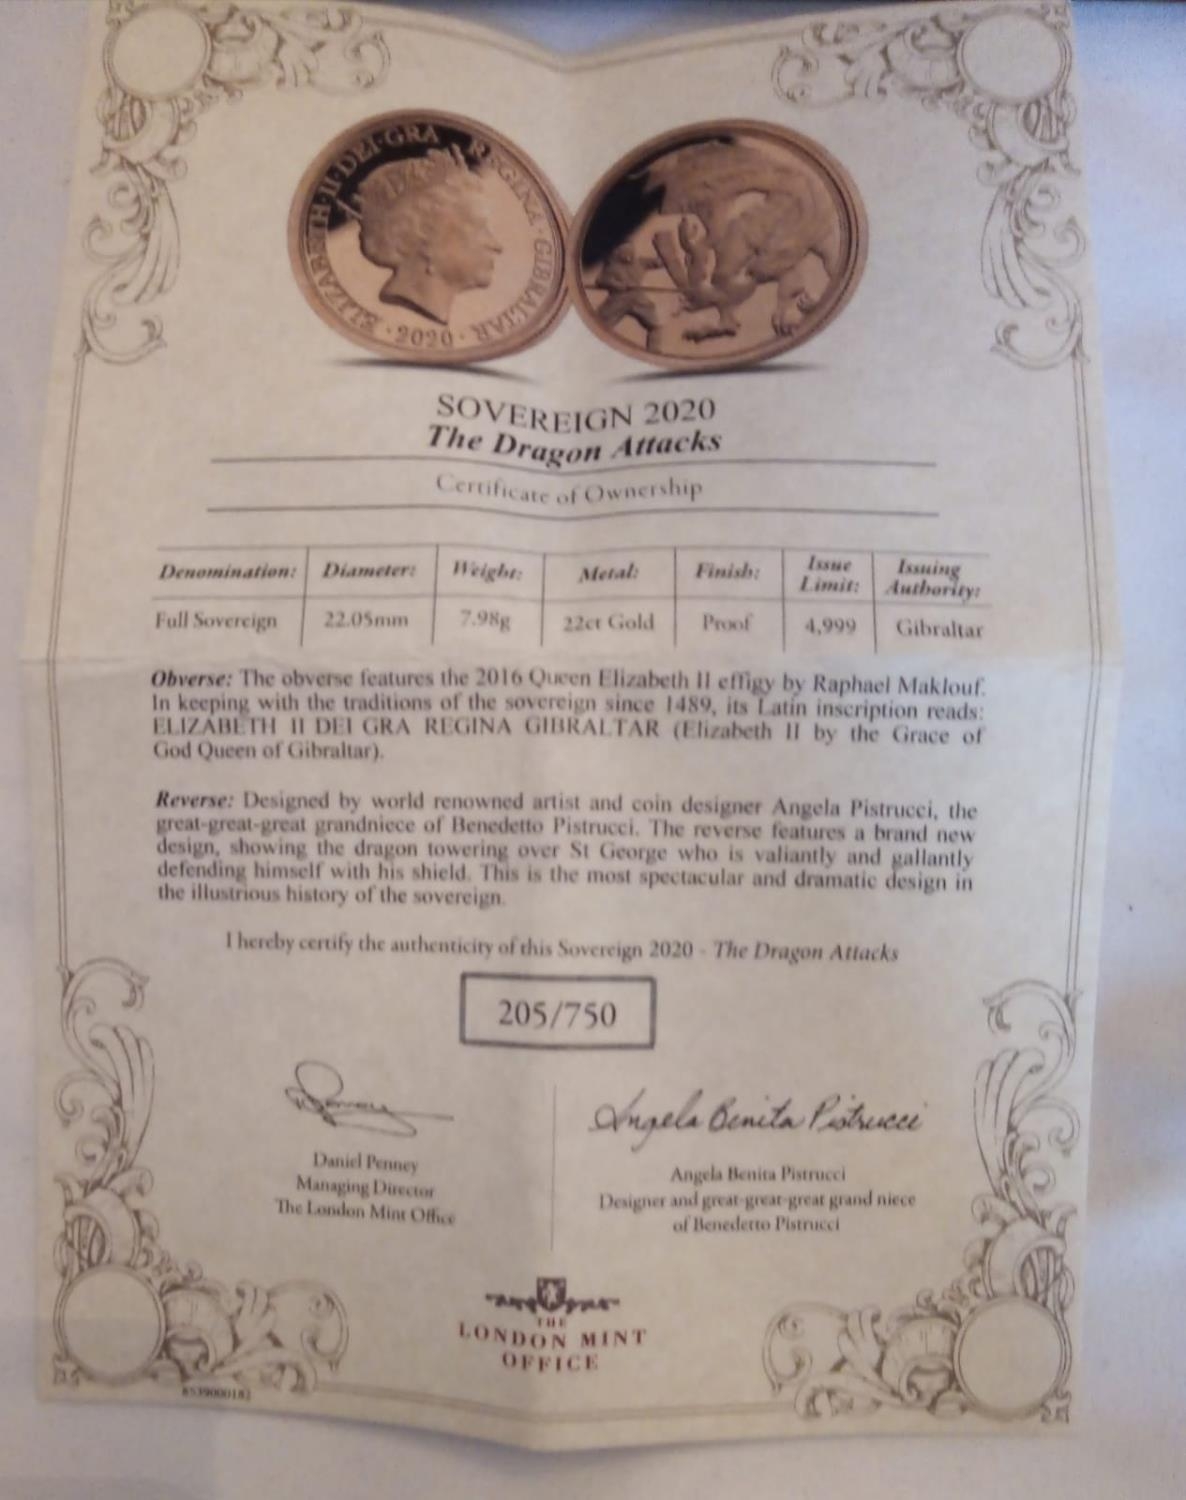 ELIZABETH·II·DEI·GRA REGINA·GIBRALTAR
·2020·
SOVEREIGN 2020
The Dragon Attacks
Certificate of Ownership
Denomination: Diameter: Weight: Metal: Finish: Issue Limit: Issuing Authority:
Full Sovereign 22.05mm 7.98g 22ct Gold Proof 4,999 Gibraltar
Obverse: The obverse features the 2016 Queen Elizabeth II effigy by Raphael Maklouf.
In keeping with the traditions of the sovereign since 1489, its Latin inscription reads:
ELIZABETH II DEI GRA REGINA GIBRALTAR (Elizabeth II by the Grace of
God Queen of Gibraltar).
Reverse: Designed by world renowned artist and coin designer Angela Pistrucci, the
great-great-great grandniece of Benedetto Pistrucci. The reverse features a brand new
design, showing the dragon towering over St George who is valiantly and gallantly
defending himself with his shield. This is the most spectacular and dramatic design in
the illustrious history of the sovereign.
I hereby certify the authenticity of this Sovereign 2020 - The Dragon Attacks
205/750
Angela Benita Pistrucci
Daniel Penney
Managing Director
The London Mint Office
Angela Benita Pistrucci
Designer and great-great-great grand niece
of Benedetto Pistrucci
THE
LONDON MINT
OFFICE